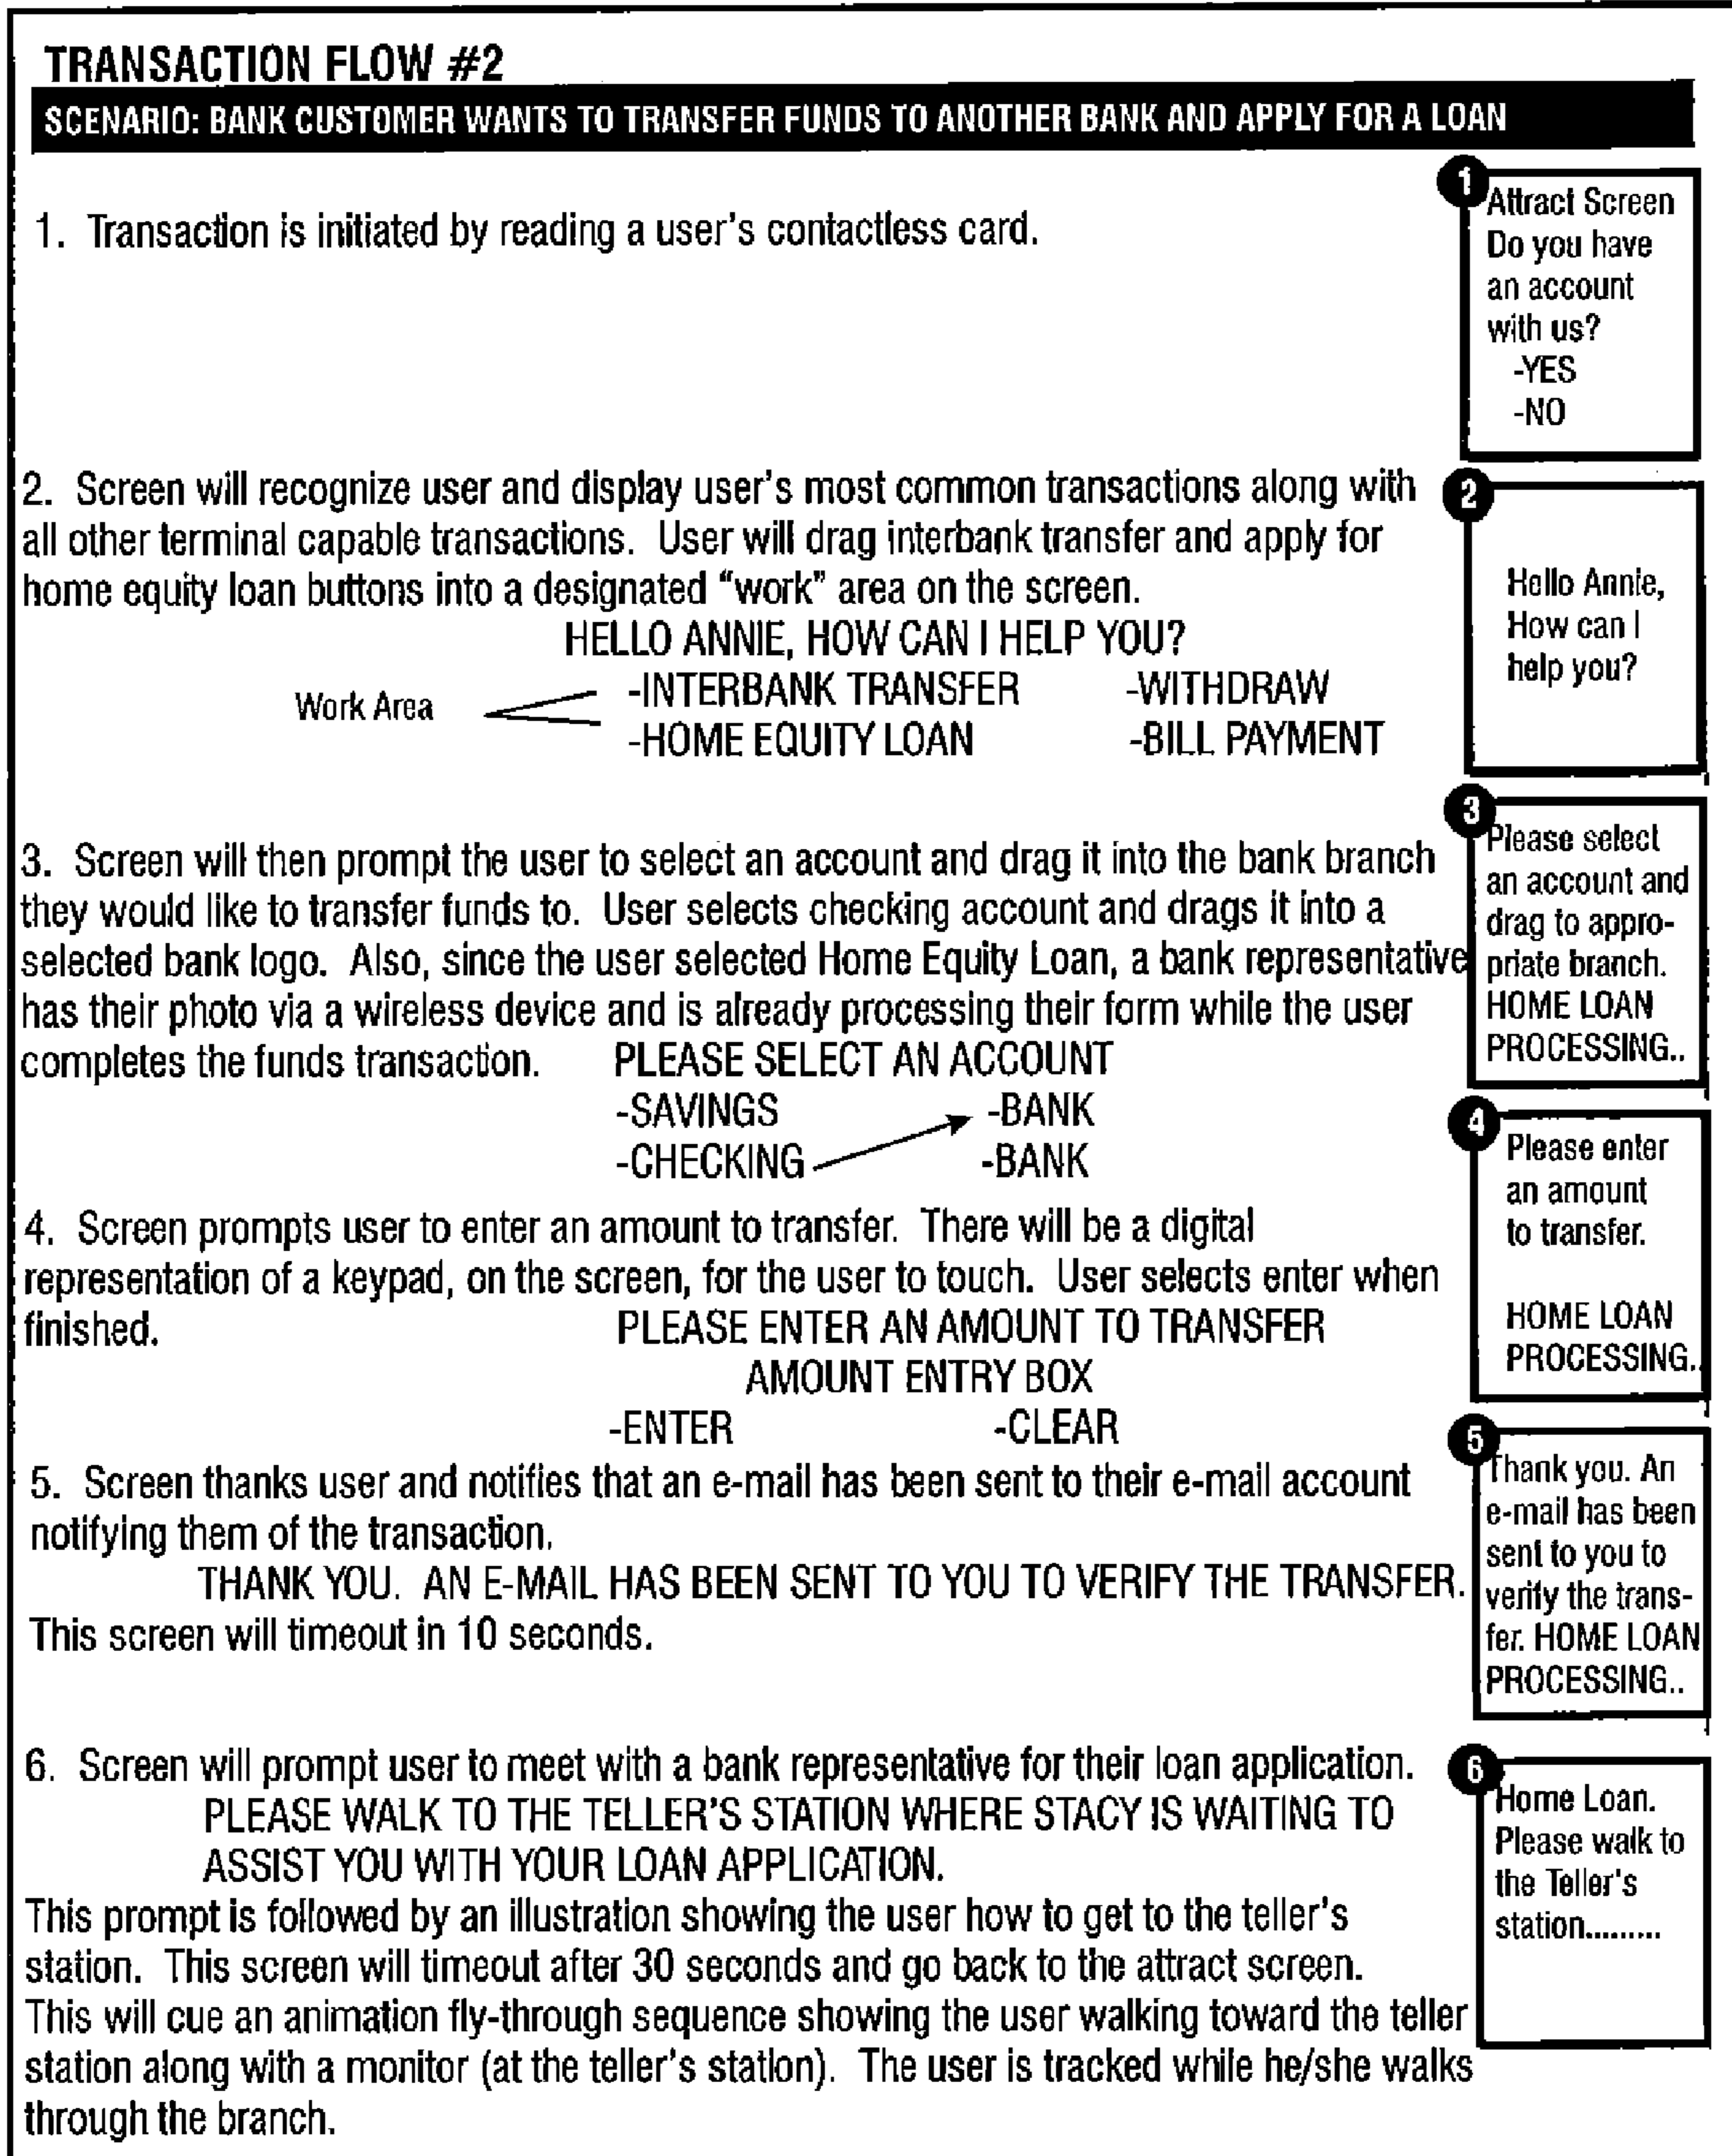 TRANSACTION FLOW #2
SCENARIO: BANK CUSTOMER WANTS TO TRANSFER FUNDS TO ANOTHER BANK AND APPLY FOR A LOAN
1. Transaction is initiated by reading a user's contactless card.
1
Attract Screen
Do you have
an account
with us?
-YES
-NO
2. Screen will recognize user and display user's most common transactions along with
all other terminal capable transactions. User will drag interbank transfer and apply for
home equity loan buttons into a designated "work" area on the screen.
HELLO ANNIE, HOW CAN I HELP YOU?
Work Area
-INTERBANK TRANSFER -WITHDRAW
-HOME EQUITY LOAN -BILL PAYMENT
2
Hello Annie,
How can I
help you?
3. Screen will then prompt the user to select an account and drag it into the bank branch
they would like to transfer funds to. User selects checking account and drags it into a
selected bank logo. Also, since the user selected Home Equity Loan, a bank representative
has their photo via a wireless device and is already processing their form while the user
completes the funds transaction. PLEASE SELECT AN ACCOUNT
-SAVINGS -BANK
-CHECKING -BANK
3
Please select
an account and
drag to appro-
priate branch.
HOME LOAN
PROCESSING..
4. Screen prompts user to enter an amount to transfer. There will be a digital
representation of a keypad, on the screen, for the user to touch. User selects enter when
finished. PLEASE ENTER AN AMOUNT TO TRANSFER
AMOUNT ENTRY BOX
-ENTER -CLEAR
4
Please enter
an amount
to transfer.
HOME LOAN
PROCESSING..
5. Screen thanks user and notifies that an e-mail has been sent to their e-mail account
notifying them of the transaction.
THANK YOU. AN E-MAIL HAS BEEN SENT TO YOU TO VERIFY THE TRANSFER.
This screen will timeout in 10 seconds.
5
Thank you. An
e-mail has been
sent to you to
verify the trans-
fer. HOME LOAN
PROCESSING..
6. Screen will prompt user to meet with a bank representative for their loan application.
PLEASE WALK TO THE TELLER'S STATION WHERE STACY IS WAITING TO
ASSIST YOU WITH YOUR LOAN APPLICATION.
This prompt is followed by an illustration showing the user how to get to the teller's
station. This screen will timeout after 30 seconds and go back to the attract screen.
This will cue an animation fly-through sequence showing the user walking toward the teller
station along with a monitor (at the teller's station). The user is tracked while he/she walks
through the branch.
6
Home Loan.
Please walk to
the Teller's
station.........